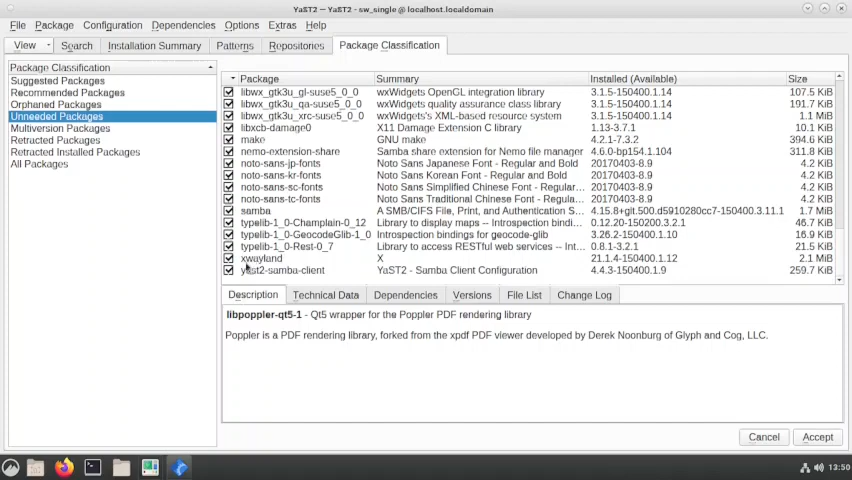 YaST2 — YaST2 - sw_single @ localhost.localdomain
File Package Configuration Dependencies Options Extras Help
View Search Installation Summary Patterns Repositories Package Classification
Package Classification
Suggested Packages
Recommended Packages
Orphaned Packages
Unneeded Packages
Multiversion Packages
Retracted Packages
Retracted Installed Packages
All Packages
Package Summary Installed (Available) Size
libwx_gtk3u_gl-suse5_0_0 wxWidgets OpenGL integration library 3.1.5-150400.1.14 107.5 KiB
libwx_gtk3u_qa-suse5_0_0 wxWidgets quality assurance class library 3.1.5-150400.1.14 191.7 KiB
libwx_gtk3u_xrc-suse5_0_0 wxWidgets's XML-based resource system 3.1.5-150400.1.14 1.1 MiB
libxcb-damage0 X11 Damage Extension C library 1.13-3.7.1 10.1 KiB
make GNU make 4.2.1-7.3.2 394.6 KiB
nemo-extension-share Samba share extension for Nemo file manager 4.6.0-bp154.1.104 311.8 KiB
noto-sans-jp-fonts Noto Sans Japanese Font - Regular and Bold 20170403-8.9 4.2 KiB
noto-sans-kr-fonts Noto Sans Korean Font - Regular and Bold 20170403-8.9 4.2 KiB
noto-sans-sc-fonts Noto Sans Simplified Chinese Font - Regular... 20170403-8.9 4.2 KiB
noto-sans-tc-fonts Noto Sans Traditional Chinese Font - Regular... 20170403-8.9 4.2 KiB
samba A SMB/CIFS File, Print, and Authentication S... 4.15.8+git.500.d5910280cc7-150400.3.11.1 1.7 MiB
typelib-1_0-Champlain-0_12 Library to display maps -- Introspection bindi... 0.12.20-150200.3.2.1 46.7 KiB
typelib-1_0-GeocodeGlib-1_0 Introspection bindings for geocode-glib 3.26.2-150400.1.10 16.9 KiB
typelib-1_0-Rest-0_7 Library to access RESTful web services -- Int... 0.8.1-3.2.1 21.5 KiB
xwayland X 21.1.4-150400.1.12 2.1 MiB
yast2-samba-client YaST2 - Samba Client Configuration 4.4.3-150400.1.9 259.7 KiB
Description Technical Data Dependencies Versions File List Change Log
libpoppler-qt5-1 - Qt5 wrapper for the Poppler PDF rendering library
Poppler is a PDF rendering library, forked from the xpdf PDF viewer developed by Derek Noonburg of Glyph and Cog, LLC.
Cancel Accept
13:50